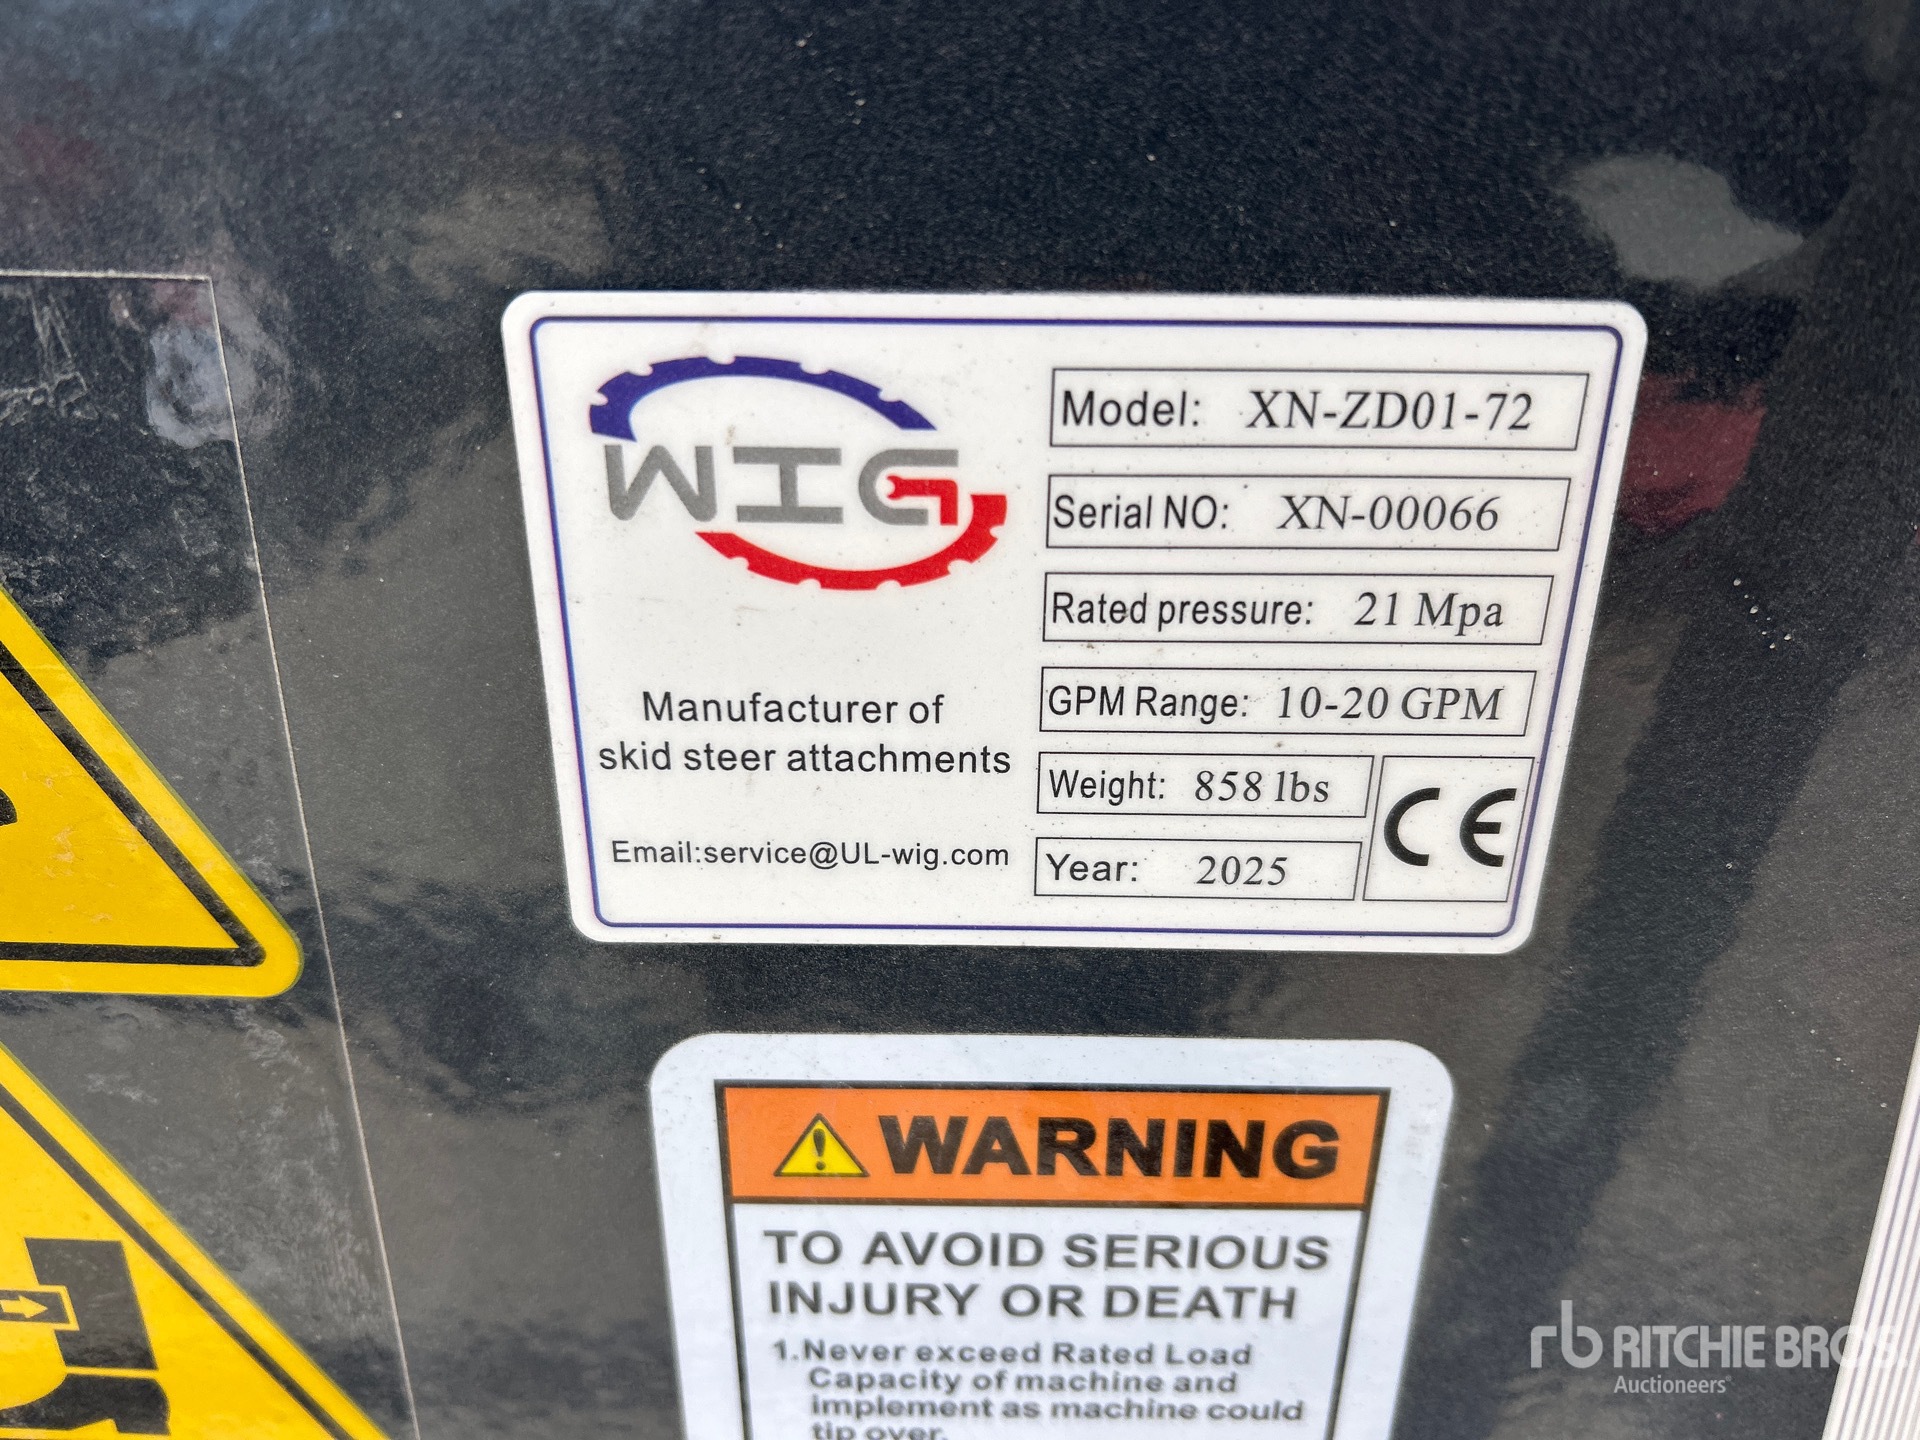 WIG
Manufacturer of
skid steer attachments
Email:service@UL-wig.com
Model: XN-ZD01-72
Serial NO: XN-00066
Rated pressure: 21 Mpa
GPM Range: 10-20 GPM
Weight: 858 lbs
Year: 2025
CE
WARNING
TO AVOID SERIOUS
INJURY OR DEATH
1.Never exceed Rated Load
Capacity of machine and
implement as machine could
tip over.
rb RITCHIE BROS.
Auctioneers